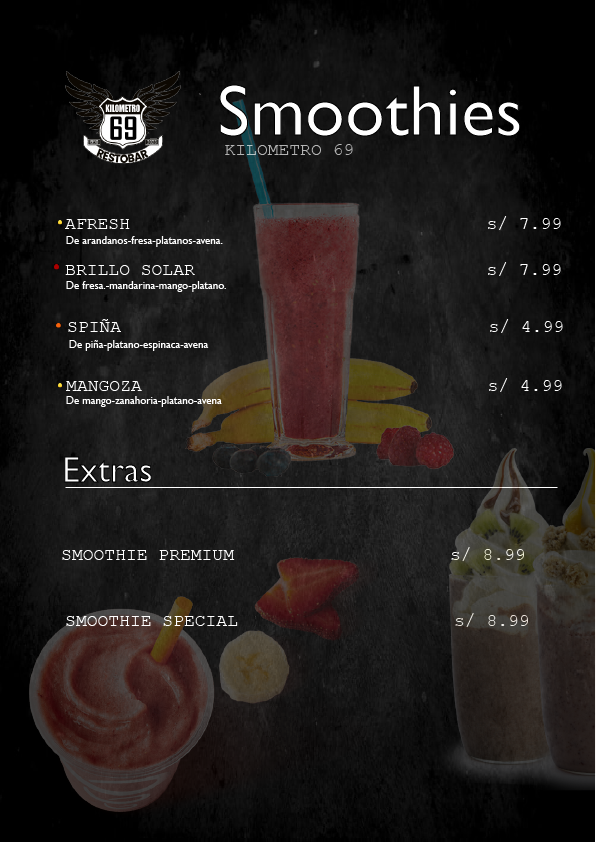 KILOMETRO
69
RESTOBAR
Smoothies
KILOMETRO 69
AFRESH s/ 7.99
De arandanos-fresa-platanos-avena.
BRILLO SOLAR s/ 7.99
De fresa.-mandarina-mango-platano.
SPIÑA s/ 4.99
De piña-platano-espinaca-avena
MANGOZA s/ 4.99
De mango-zanahoria-platano-avena
Extras
SMOOTHIE PREMIUM s/ 8.99
SMOOTHIE SPECIAL s/ 8.99